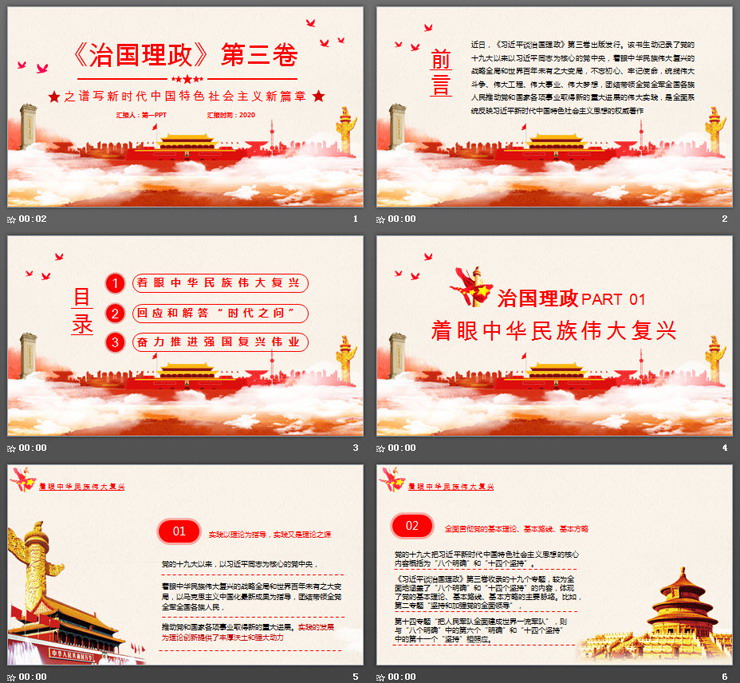 《治国理政》第三卷
之谱写新时代中国特色社会主义新篇章
汇报人：第一PPT 汇报时间：2020
00:02 1
前言
近日，《习近平谈治国理政》第三卷出版发行。该书生动记录了党的
十九大以来以习近平同志为核心的党中央，着眼中华民族伟大复兴的
战略全局和世界百年未有之大变局，不忘初心、牢记使命，统揽伟大
斗争、伟大工程、伟大事业、伟大梦想，团结带领全党全军全国各族
人民推动党和国家各项事业取得新的重大进展的伟大实践，是全面系
统反映习近平新时代中国特色社会主义思想的权威著作
00:00 2
目录
1 着眼中华民族伟大复兴
2 回应和解答“时代之问”
3 奋力推进强国复兴伟业
00:00 3
治国理政PART 01
着眼中华民族伟大复兴
00:00 4
着眼中华民族伟大复兴
01 实践以理论为指导，实践又是理论之源
党的十九大以来，以习近平同志为核心的党中央，
着眼中华民族伟大复兴的战略全局和世界百年未有之大变
局，以马克思主义中国化最新成果为指导，团结带领全党
全军全国各族人民，
推动党和国家各项事业取得新的重大进展。实践的发展
为理论创新提供了丰厚沃土和强大动力
00:00 5
着眼中华民族伟大复兴
02 全面贯彻党的基本理论、基本路线、基本方略
党的十九大把习近平新时代中国特色社会主义思想的核心
内容概括为“八个明确”和“十四个坚持”。
《习近平谈治国理政》第三卷收录的十九个专题，较为全
面地涵盖了“八个明确”和“十四个坚持”的内容，体现
了党的基本理论、基本路线、基本方略的主要脉络。比如，
第二专题“坚持和加强党的全面领导”，
第十四专题“把人民军队全面建成世界一流军队”，则
与“八个明确”中的第六个“明确”和“十四个坚持”
中的第十一个“坚持”相照应。
00:00 6